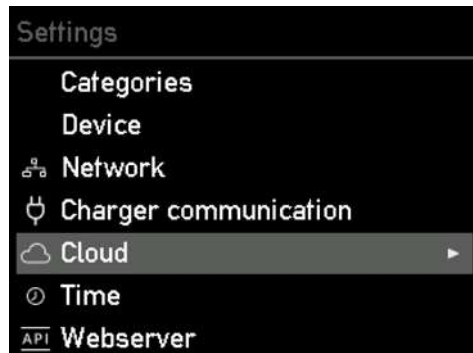 Settings
Categories
Device
Network
Charger communication
Cloud
Time
API Webserver